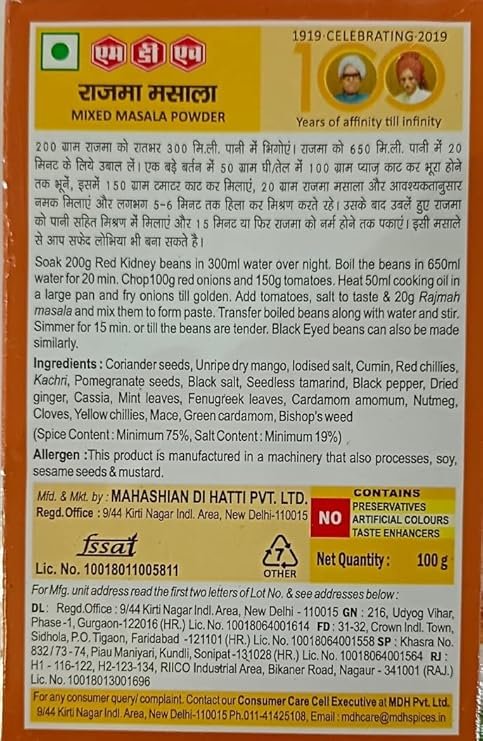 1919·CELEBRATING·2019
एम डी एच
100
राजमा मसाला
MIXED MASALA POWDER
Years of affinity till infinity
200 ग्राम राजमा को रातभर 300 मि.ली. पानी में भिगोएं। राजमा को 650 मि.ली. पानी में 20
मिनट के लिये उबाल लें। एक बड़े बर्तन में 50 ग्राम घी/तेल में 100 ग्राम प्याज़ काट कर भूरा होने
तक भूनें, इसमें 150 ग्राम टमाटर काट कर मिलाएं, 20 ग्राम राजमा मसाला और आवश्यकतानुसार
नमक मिलाएं और लगभग 5-6 मिनट तक हिला कर मिश्रण करते रहे। उसके बाद उबलें हुए राजमा
को पानी सहित मिश्रण में मिलाएं और 15 मिनट या फिर राजमा को नर्म होने तक पकाएं। इसी मसाले
से आप सफेद लोभिया भी बना सकते है।
Soak 200g Red Kidney beans in 300ml water over night. Boil the beans in 650ml
water for 20 min. Chop100g red onions and 150g tomatoes. Heat 50ml cooking oil in
a large pan and fry onions till golden. Add tomatoes, salt to taste & 20g Rajmah
masala and mix them to form paste. Transfer boiled beans along with water and stir.
Simmer for 15 min. or till the beans are tender. Black Eyed beans can also be made
similarly.
Ingredients : Coriander seeds, Unripe dry mango, Iodised salt, Cumin, Red chillies,
Kachri, Pomegranate seeds, Black salt, Seedless tamarind, Black pepper, Dried
ginger, Cassia, Mint leaves, Fenugreek leaves, Cardamom amomum, Nutmeg,
Cloves, Yellow chillies, Mace, Green cardamom, Bishop's weed
(Spice Content : Minimum 75%, Salt Content : Minimum 19%)
Allergen :This product is manufactured in a machinery that also processes, soy,
sesame seeds & mustard.
Mfd. & Mkt. by : MAHASHIAN DI HATTI PVT. LTD.
Regd. Office : 9/44 Kirti Nagar Indl. Area, New Delhi-110015
fssai
Lic. No. 10018011005811
7
OTHER
CONTAINS
NO
PRESERVATIVES
ARTIFICIAL COLOURS
TASTE ENHANCERS
Net Quantity : 100 g
For Mfg. unit address read the first two letters of Lot No. & see addresses below :
DL : Regd.Office : 9/44 Kirti Nagar Indl. Area, New Delhi - 110015 GN : 216, Udyog Vihar,
Phase -1, Gurgaon-122016 (HR.) Lic. No. 10018064001614 FD : 31-32, Crown Indl. Town,
Sidhola, P.O. Tigaon, Faridabad -121101 (HR.) Lic. No. 10018064001558 SP : Khasra No.
832 / 73 - 74, Piau Maniyari, Kundli, Sonipat -131028 (HR.) Lic. No. 10018064001564 RJ :
H1 - 116-122, H2-123-134, RIICO Industrial Area, Bikaner Road, Nagaur - 341001 (RAJ.)
Lic. No. 10018013001696
For any consumer query/ complaint. Contact our Consumer Care Cell Executive at MDH Pvt. Ltd.
9/44 Kirti Nagar Indl. Area, New Delhi-110015 Ph.011-41425108, Email : mdhcare@mdhspices.in